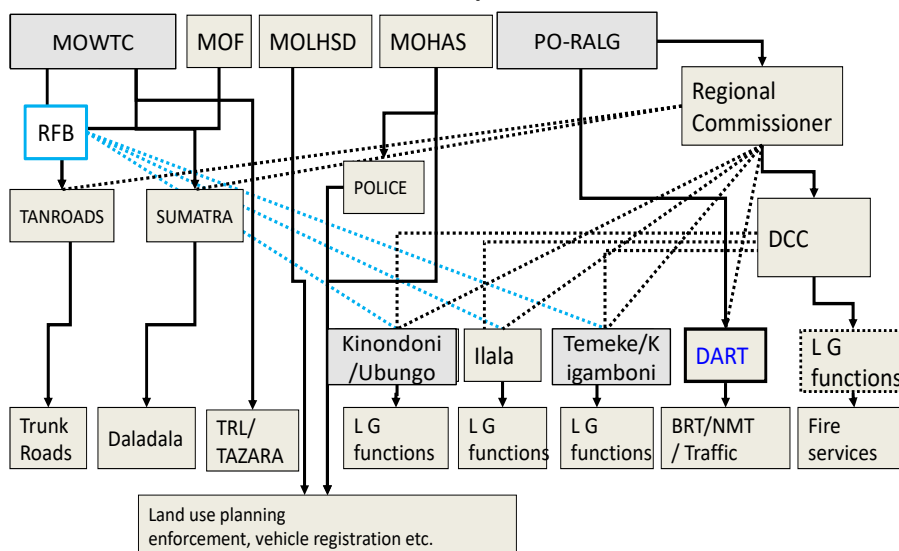 MOWTC
MOF
MOLHSD
MOHAS
PO-RALG
Regional
Commissioner
RFB
POLICE
TANROADS
SUMATRA
DCC
Kinondoni
/Ubungo
Ilala
Temeke/K
igamboni
DART
L G
functions
Trunk
Roads
Daladala
TRL/
TAZARA
L G
functions
L G
functions
L G
functions
BRT/NMT
/ Traffic
Fire
services
Land use planning
enforcement, vehicle registration etc.